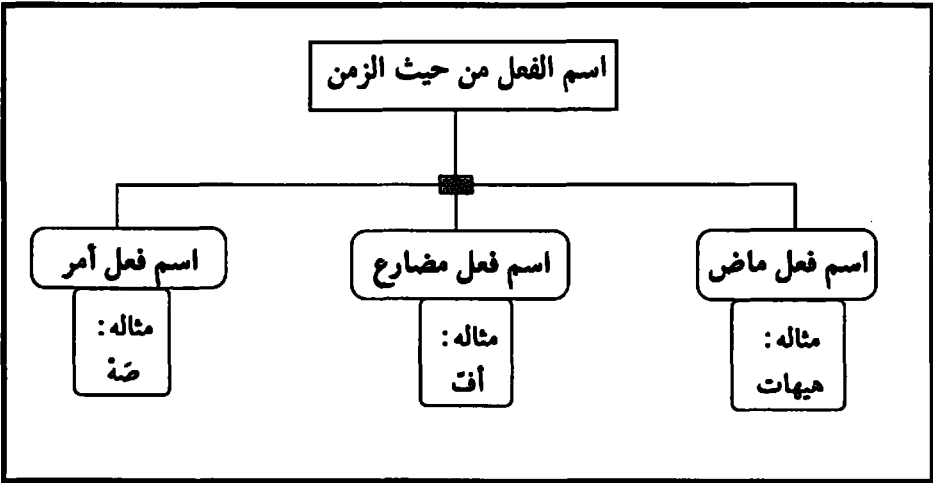 اسم الفعل من حيث الزمن
اسم فعل ماض
مثاله:
هيهات
اسم فعل مضارع
مثاله:
أفّ
اسم فعل أمر
مثاله:
صَهْ